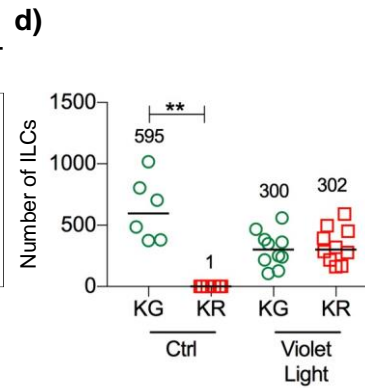 d)
Number of ILCs
1500
1000
500
0
**
595
1
300
302
KG
KR
KG
KR
Ctrl
Violet
Light